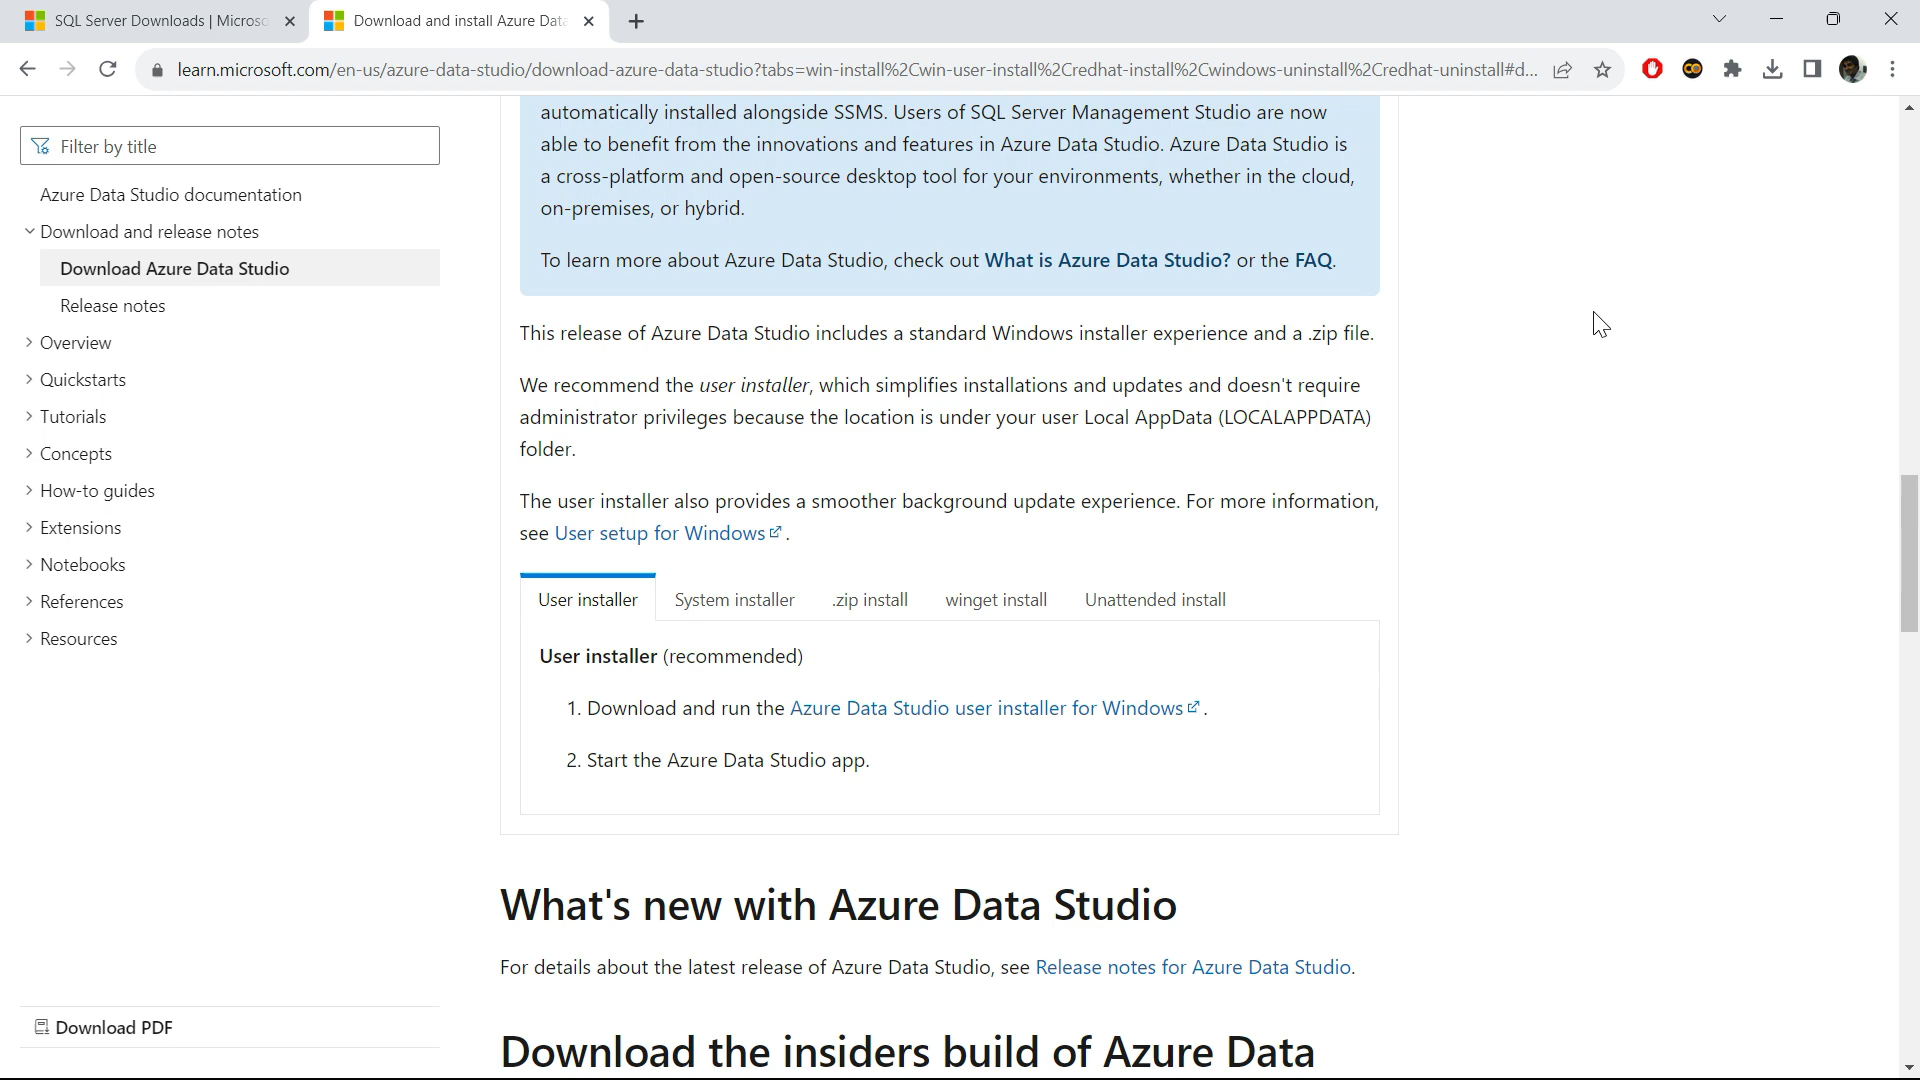 SQL Server Downloads | Microso
Download and install Azure Data
learn.microsoft.com/en-us/azure-data-studio/download-azure-data-studio?tabs=win-install%2Cwin-user-install%2Credhat-install%2Cwindows-uninstall%2Credhat-uninstall#d...
Filter by title
Azure Data Studio documentation
Download and release notes
Download Azure Data Studio
Release notes
Overview
Quickstarts
Tutorials
Concepts
How-to guides
Extensions
Notebooks
References
Resources
Download PDF
automatically installed alongside SSMS. Users of SQL Server Management Studio are now
able to benefit from the innovations and features in Azure Data Studio. Azure Data Studio is
a cross-platform and open-source desktop tool for your environments, whether in the cloud,
on-premises, or hybrid.
To learn more about Azure Data Studio, check out What is Azure Data Studio? or the FAQ.
This release of Azure Data Studio includes a standard Windows installer experience and a .zip file.
We recommend the user installer, which simplifies installations and updates and doesn't require
administrator privileges because the location is under your user Local AppData (LOCALAPPDATA)
folder.
The user installer also provides a smoother background update experience. For more information,
see User setup for Windows.
User installer System installer .zip install winget install Unattended install
User installer (recommended)
1. Download and run the Azure Data Studio user installer for Windows.
2. Start the Azure Data Studio app.
What's new with Azure Data Studio
For details about the latest release of Azure Data Studio, see Release notes for Azure Data Studio.
Download the insiders build of Azure Data